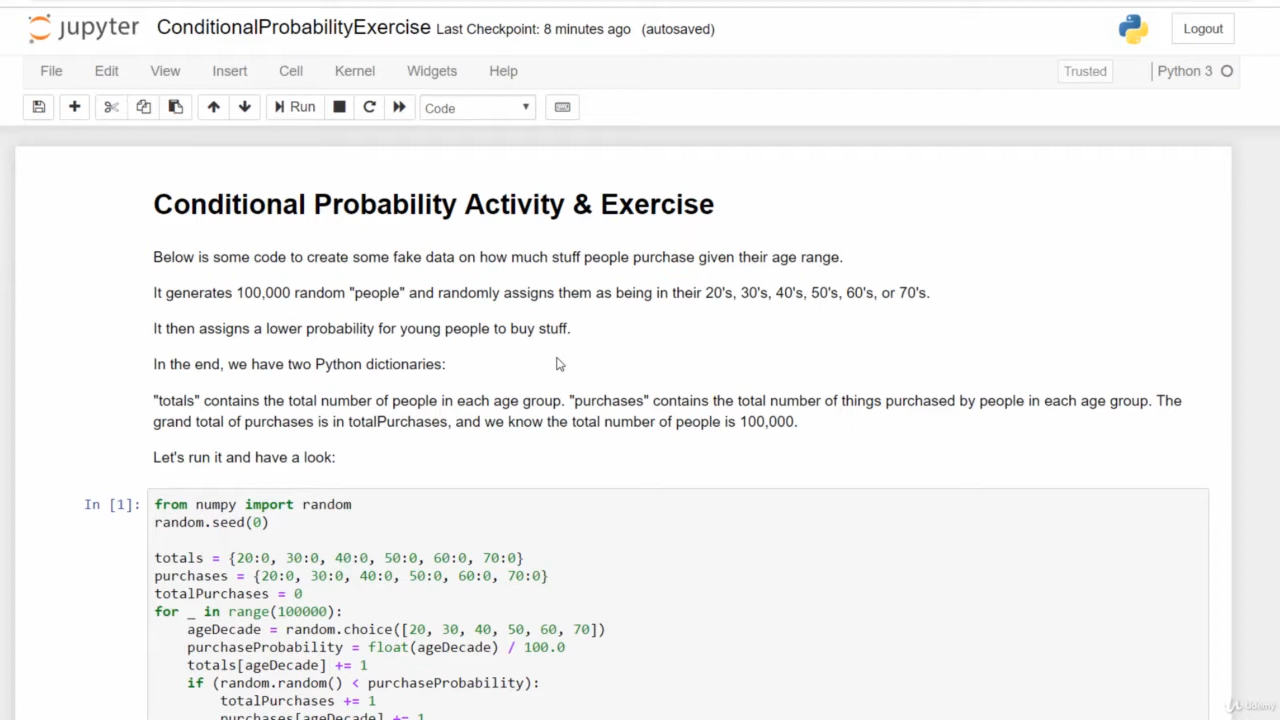 jupyter ConditionalProbabilityExercise Last Checkpoint: 8 minutes ago (autosaved) Logout
File Edit View Insert Cell Kernel Widgets Help Trusted Python 3
Run Code
Conditional Probability Activity & Exercise
Below is some code to create some fake data on how much stuff people purchase given their age range.
It generates 100,000 random "people" and randomly assigns them as being in their 20's, 30's, 40's, 50's, 60's, or 70's.
It then assigns a lower probability for young people to buy stuff.
In the end, we have two Python dictionaries:
"totals" contains the total number of people in each age group. "purchases" contains the total number of things purchased by people in each age group. The
grand total of purchases is in totalPurchases, and we know the total number of people is 100,000.
Let's run it and have a look:
In [1]: from numpy import random
random.seed(0)
totals = {20:0, 30:0, 40:0, 50:0, 60:0, 70:0}
purchases = {20:0, 30:0, 40:0, 50:0, 60:0, 70:0}
totalPurchases = 0
for _ in range(100000):
    ageDecade = random.choice([20, 30, 40, 50, 60, 70])
    purchaseProbability = float(ageDecade) / 100.0
    totals[ageDecade] += 1
    if (random.random() < purchaseProbability):
        totalPurchases += 1
        purchases[ageDecade] += 1
Udemy